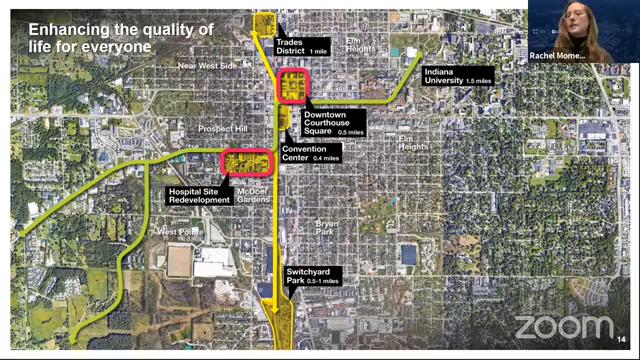 Enhancing the quality of
life for everyone
Rachel Mome...
Trades
District 1 mile
Elm
Heights
Near West Side
Indiana
University 1.5 miles
Downtown
Courthouse
Square 0.5 miles
Prospect Hill
Elm
Heights
Convention
Center 0.4 miles
Hospital Site
Redevelopment
McDoel
Gardens
Bryan
Park
West Pointe
Switchyard
Park 0.5-1 miles
zoom
14